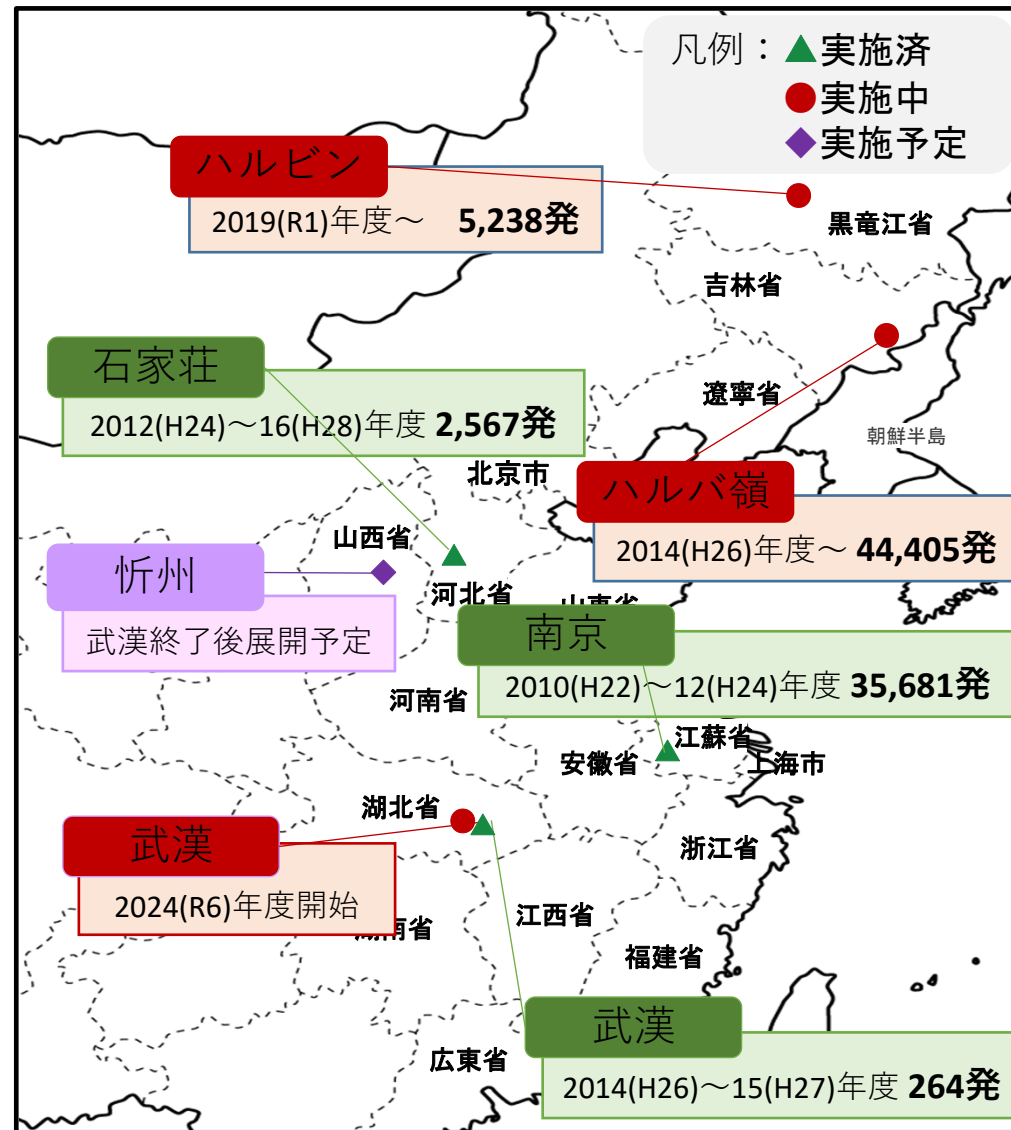 凡例：▲実施済
●実施中
◆実施予定
ハルビン
2019(R1)年度～ 5,238発
黒竜江省
吉林省
石家荘
2012(H24)～16(H28)年度 2,567発
遼寧省
朝鮮半島
北京市
ハルバ嶺
2014(H26)年度～ 44,405発
山西省
忻州
武漢終了後展開予定
河北省
山東省
南京
2010(H22)～12(H24)年度 35,681発
河南省
江蘇省
安徽省
上海市
湖北省
武漢
2024(R6)年度開始
浙江省
江西省
湖南省
福建省
武漢
2014(H26)～15(H27)年度 264発
広東省